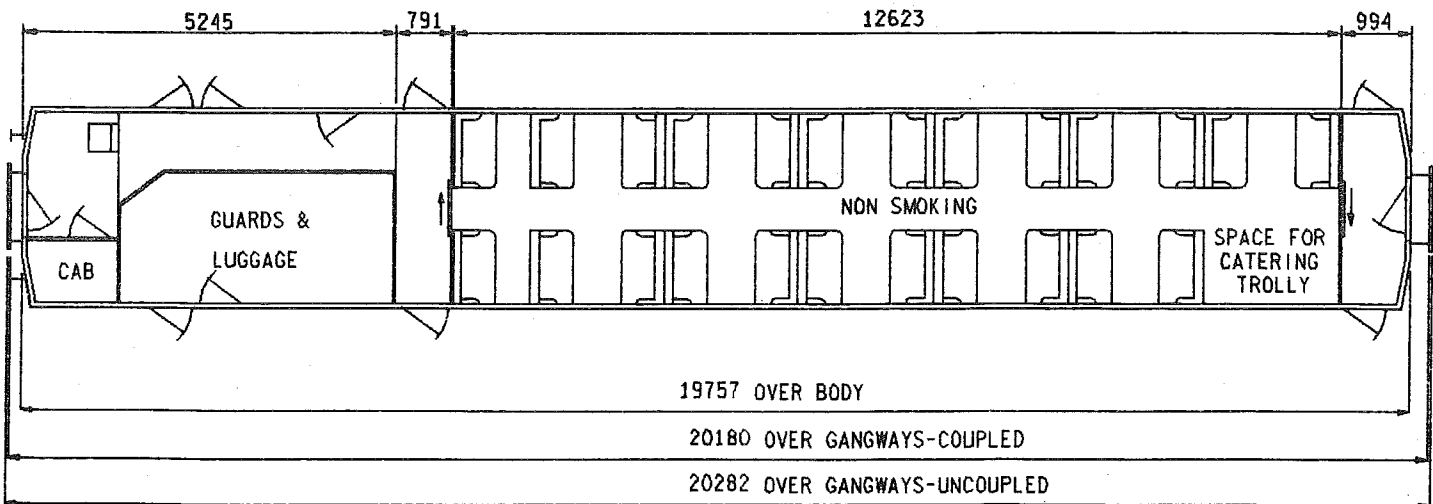 5245
791
12623
994
GUARDS &
LUGGAGE
CAB
NON SMOKING
SPACE FOR
CATERING
TROLLY
19757 OVER BODY
20180 OVER GANGWAYS-COUPLED
20282 OVER GANGWAYS-UNCOUPLED